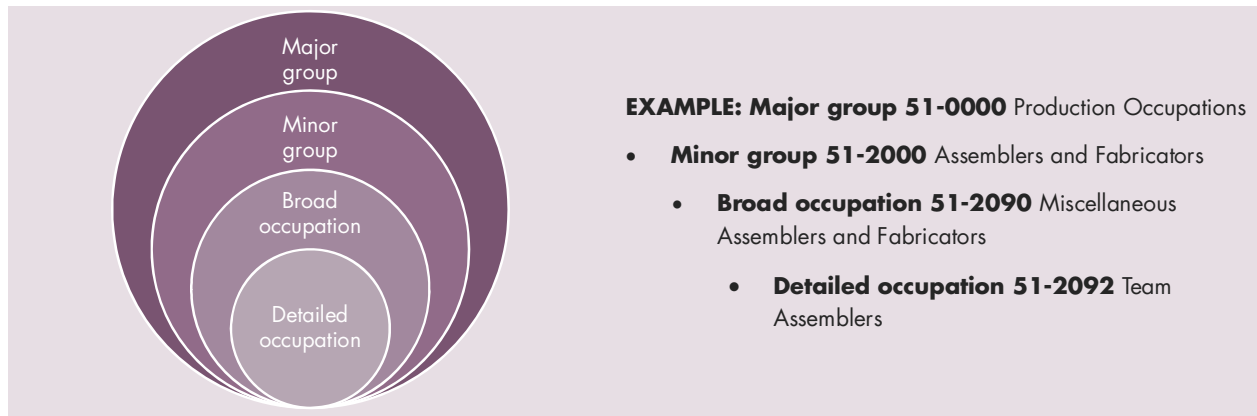 Major
group
Minor
group
Broad
occupation
Detailed
occupation
EXAMPLE: Major group 51-0000 Production Occupations
• Minor group 51-2000 Assemblers and Fabricators
• Broad occupation 51-2090 Miscellaneous
Assemblers and Fabricators
• Detailed occupation 51-2092 Team
Assemblers